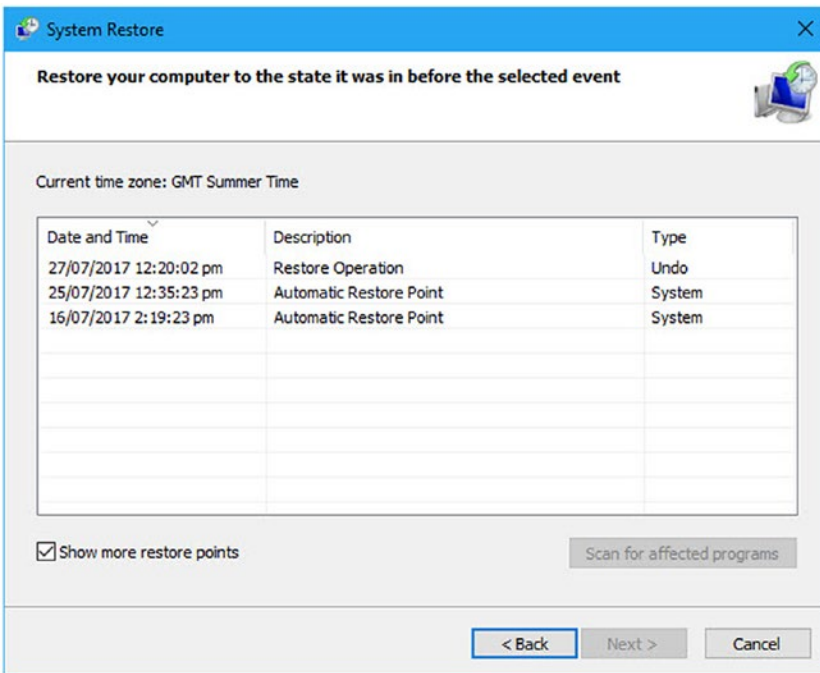 System Restore
Restore your computer to the state it was in before the selected event
Current time zone: GMT Summer Time
Date and Time Description Type
27/07/2017 12:20:02 pm Restore Operation Undo
25/07/2017 12:35:23 pm Automatic Restore Point System
16/07/2017 2:19:23 pm Automatic Restore Point System
Show more restore points Scan for affected programs
< Back Next > Cancel